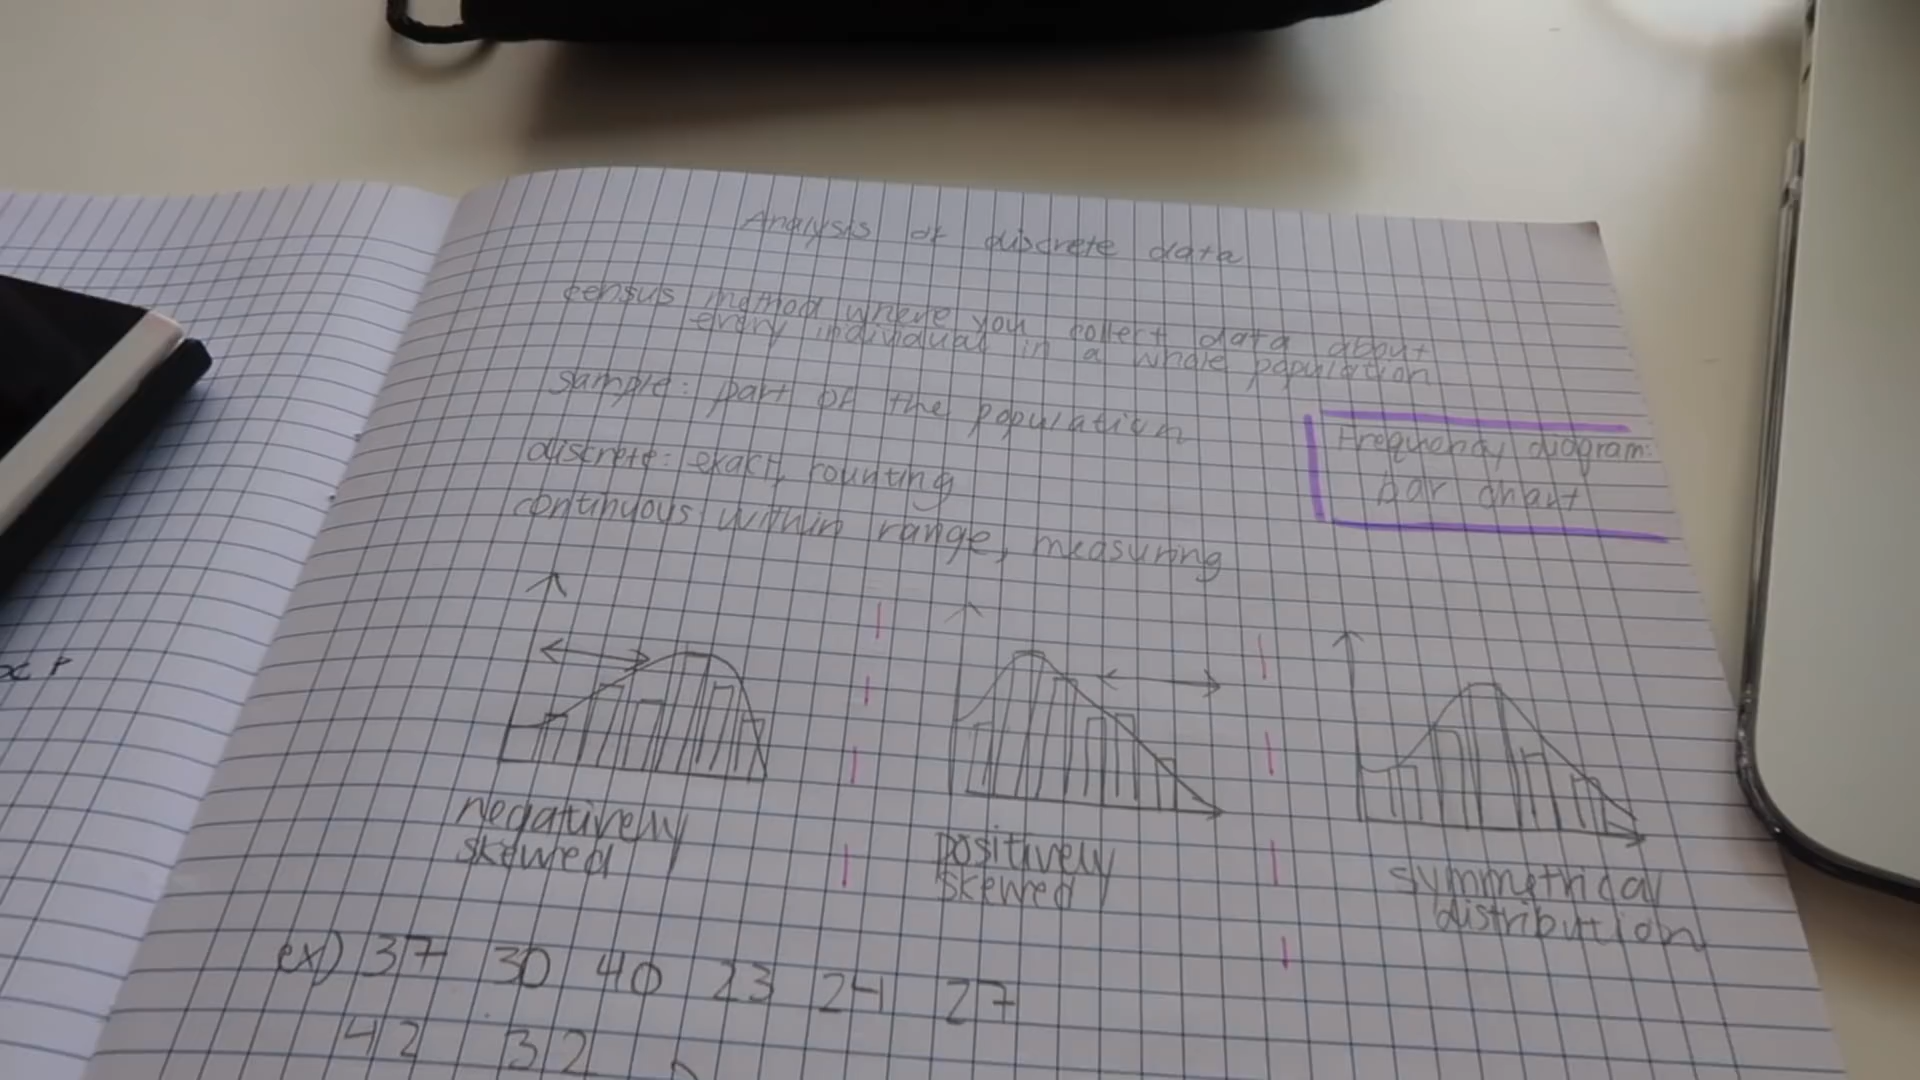 Analysis of discrete data
census method where you collect data about
every individual in a whole population
sample: part of the population
Frequency diagram:
bar chart
discrete: exact, counting
continuous within range, measuring
negatively
skewed
positively
skewed
symmetrical
distribution
ex) 37 30 40 23 24 27
42 32